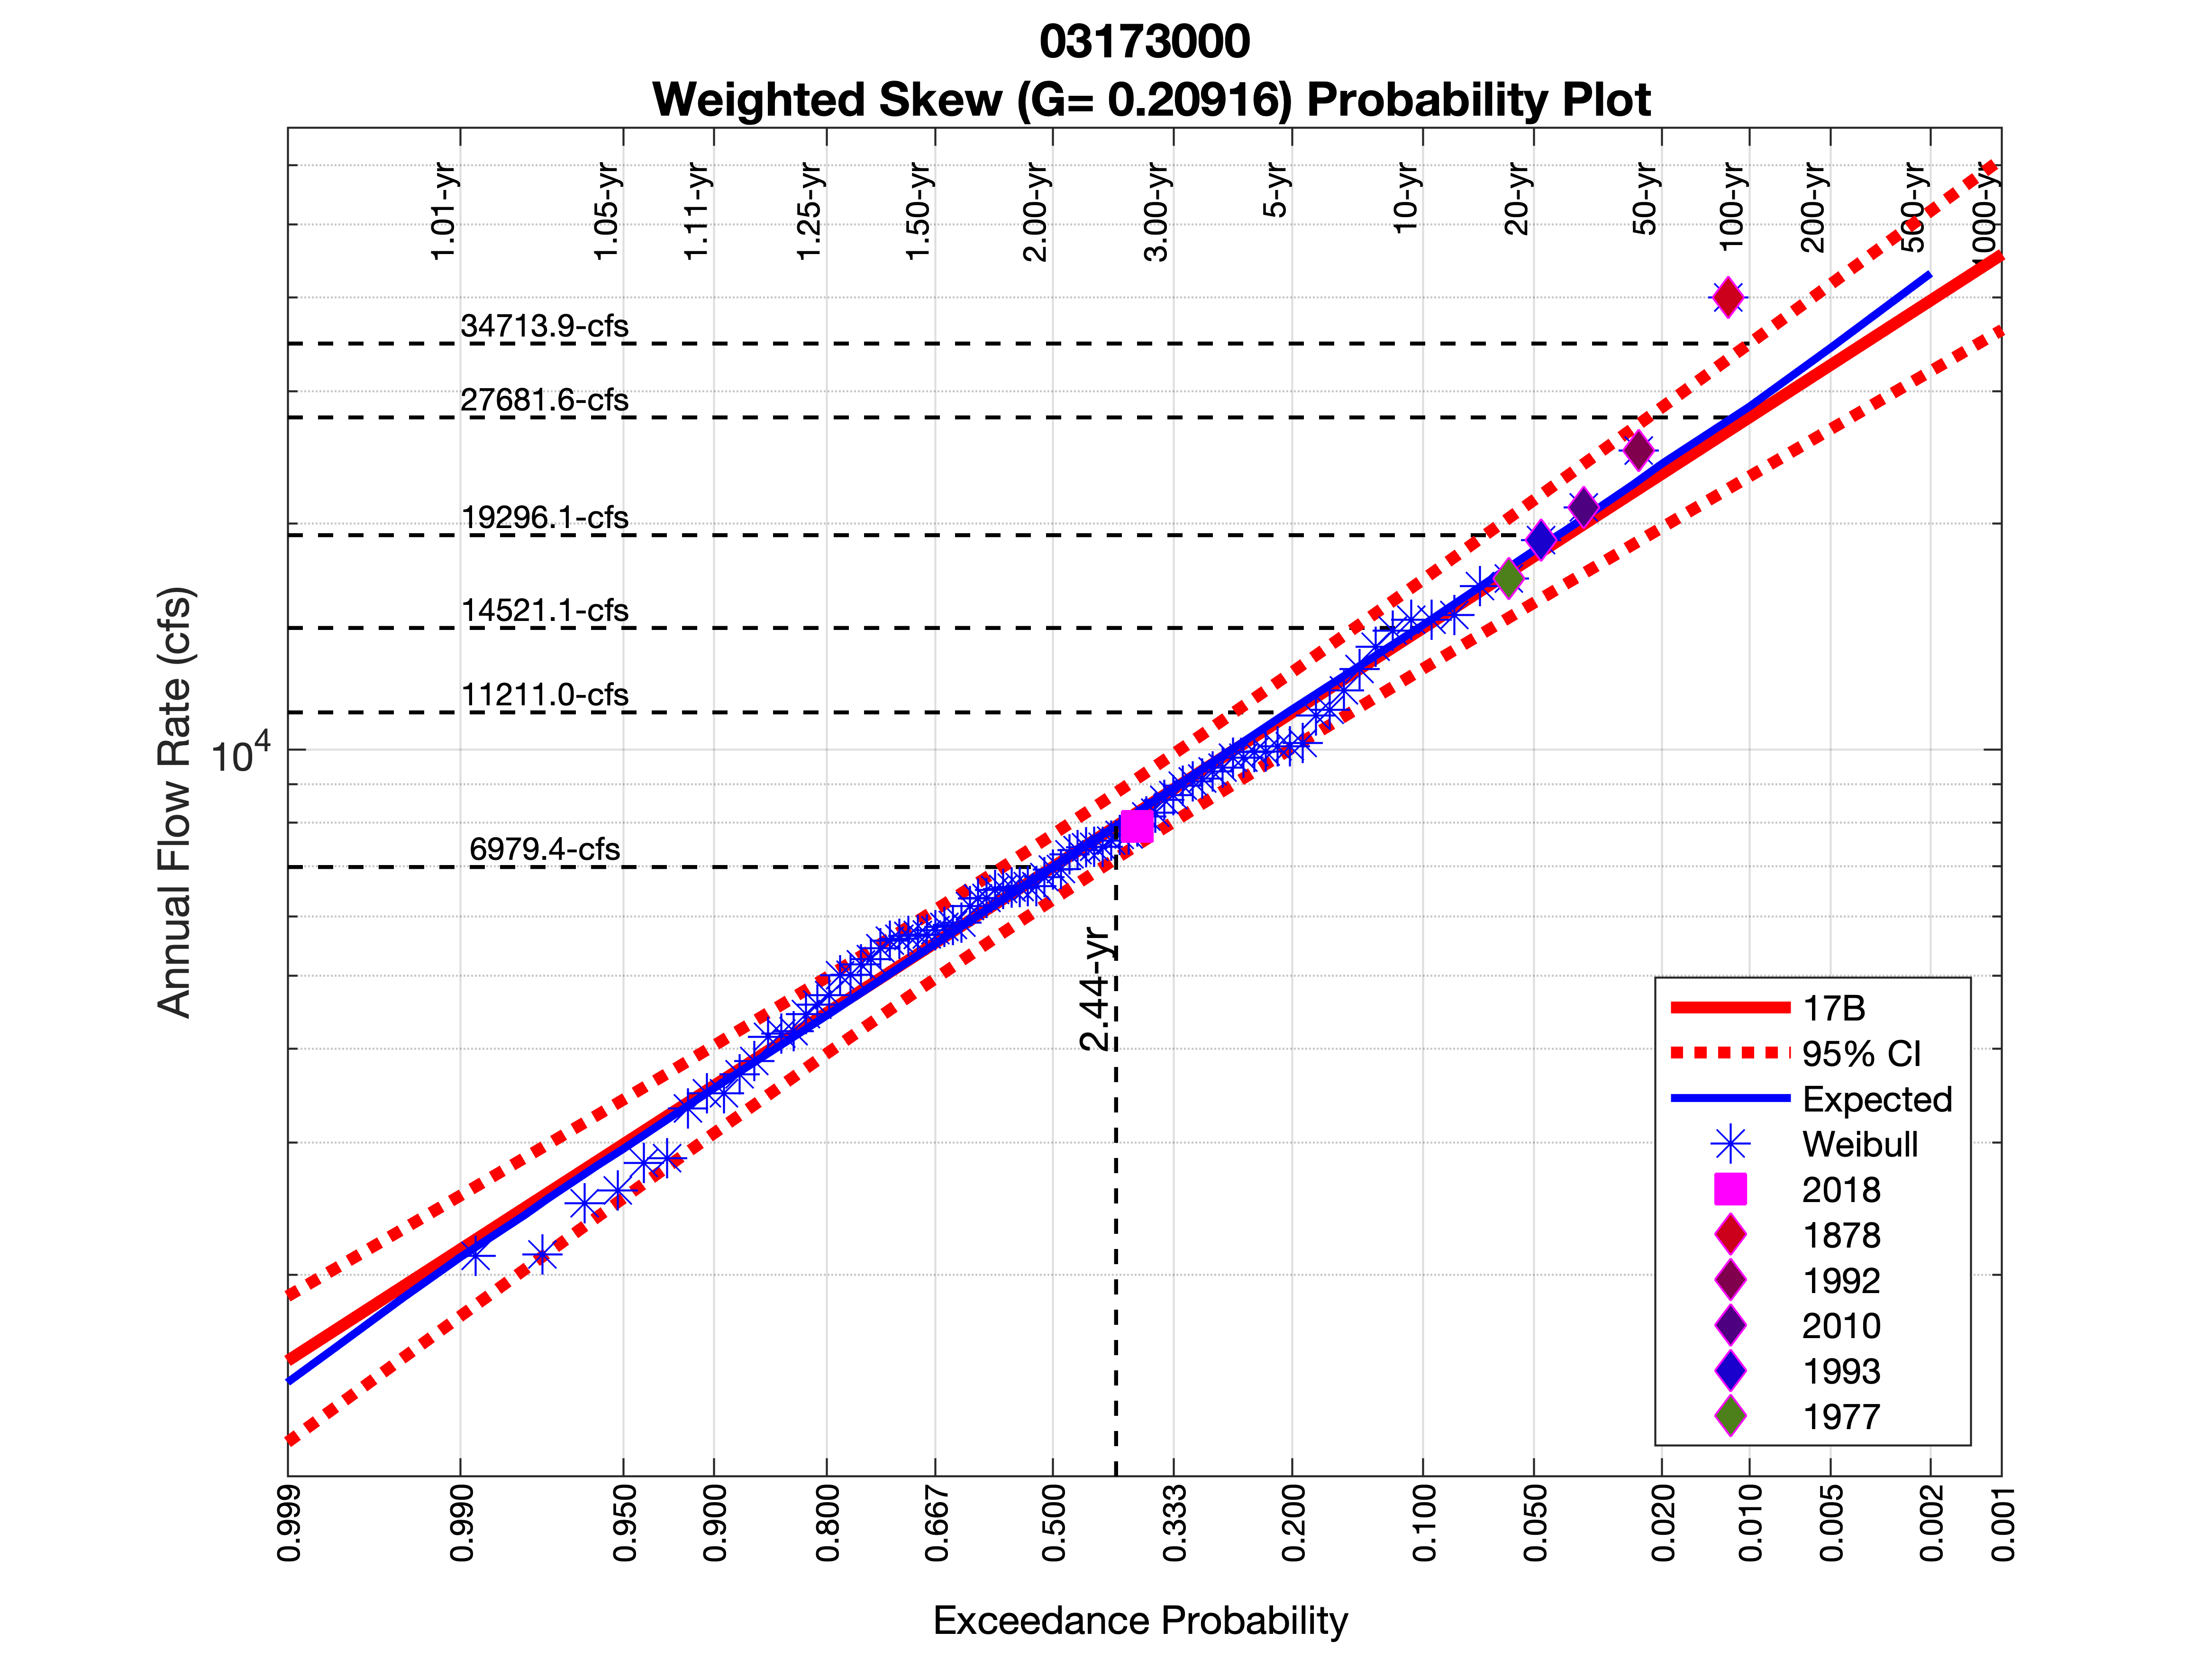 03173000
Weighted Skew (G= 0.20916) Probability Plot
1.01-yr
1.05-yr
1.11-yr
1.25-yr
1.50-yr
2.00-yr
3.00-yr
5-yr
10-yr
20-yr
50-yr
100-yr
200-yr
500-yr
1000-yr
34713.9-cfs
27681.6-cfs
19296.1-cfs
14521.1-cfs
11211.0-cfs
6979.4-cfs
2.44-yr
Annual Flow Rate (cfs)
10⁴
17B
95% CI
Expected
Weibull
2018
1878
1992
2010
1993
1977
0.999
0.990
0.950
0.900
0.800
0.667
0.500
0.333
0.200
0.100
0.050
0.020
0.010
0.005
0.002
0.001
Exceedance Probability